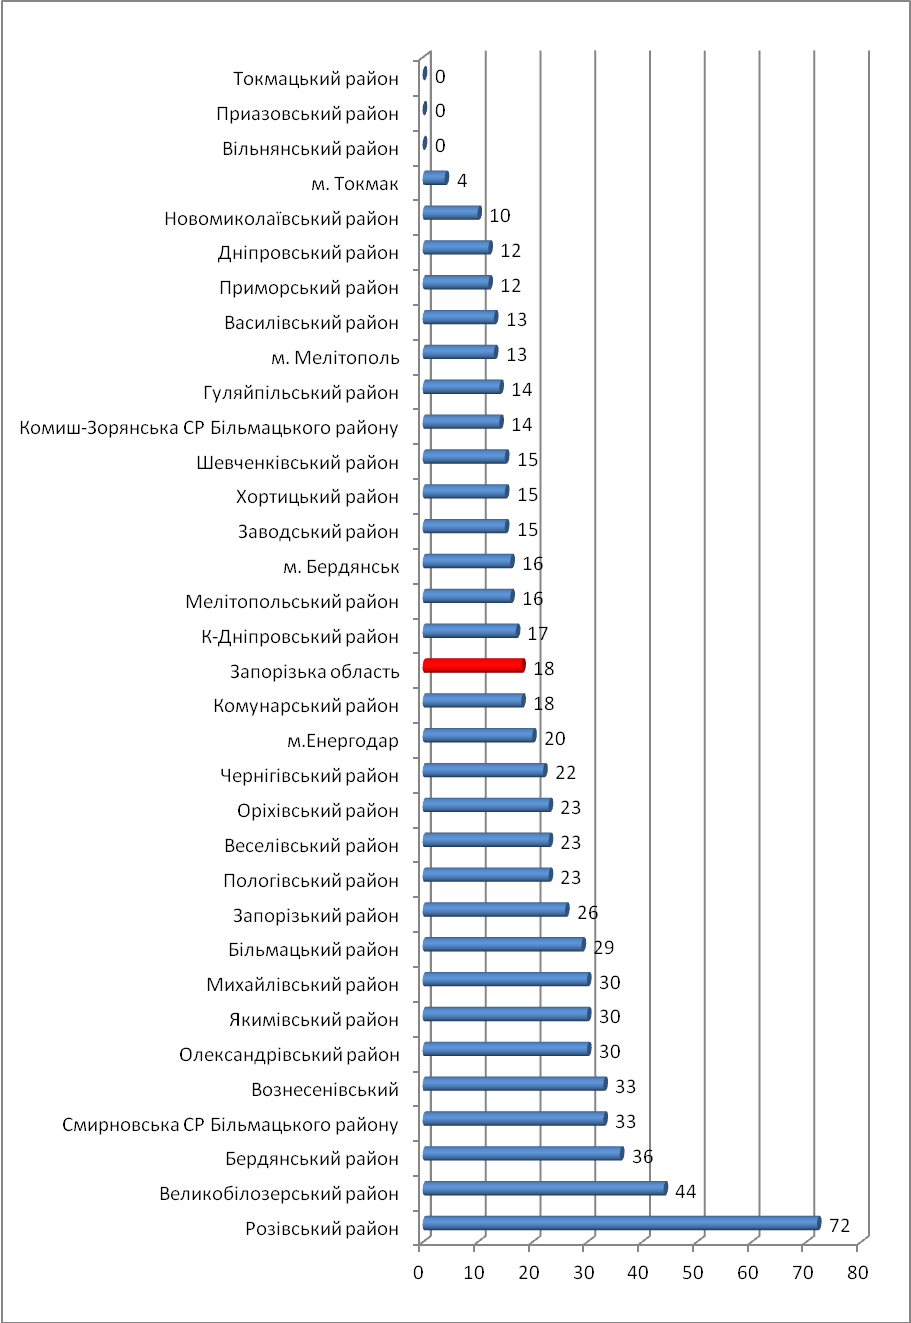 Токмацький район 0
Приазовський район 0
Вільнянський район 0
м. Токмак 4
Новомиколаївський район 10
Дніпровський район 12
Приморський район 12
Василівський район 13
м. Мелітополь 13
Гуляйпільський район 14
Комиш-Зорянська СР Більмацького району 14
Шевченківський район 15
Хортицький район 15
Заводський район 15
м. Бердянськ 16
Мелітопольський район 16
К-Дніпровський район 17
Запорізька область 18
Комунарський район 18
м.Енергодар 20
Чернігівський район 22
Оріхівський район 23
Веселівський район 23
Пологівський район 23
Запорізький район 26
Більмацький район 29
Михайлівський район 30
Якимівський район 30
Олександрівський район 30
Вознесенівський 33
Смирновська СР Більмацького району 33
Бердянський район 36
Великобілозерський район 44
Розівський район 72
0 10 20 30 40 50 60 70 80